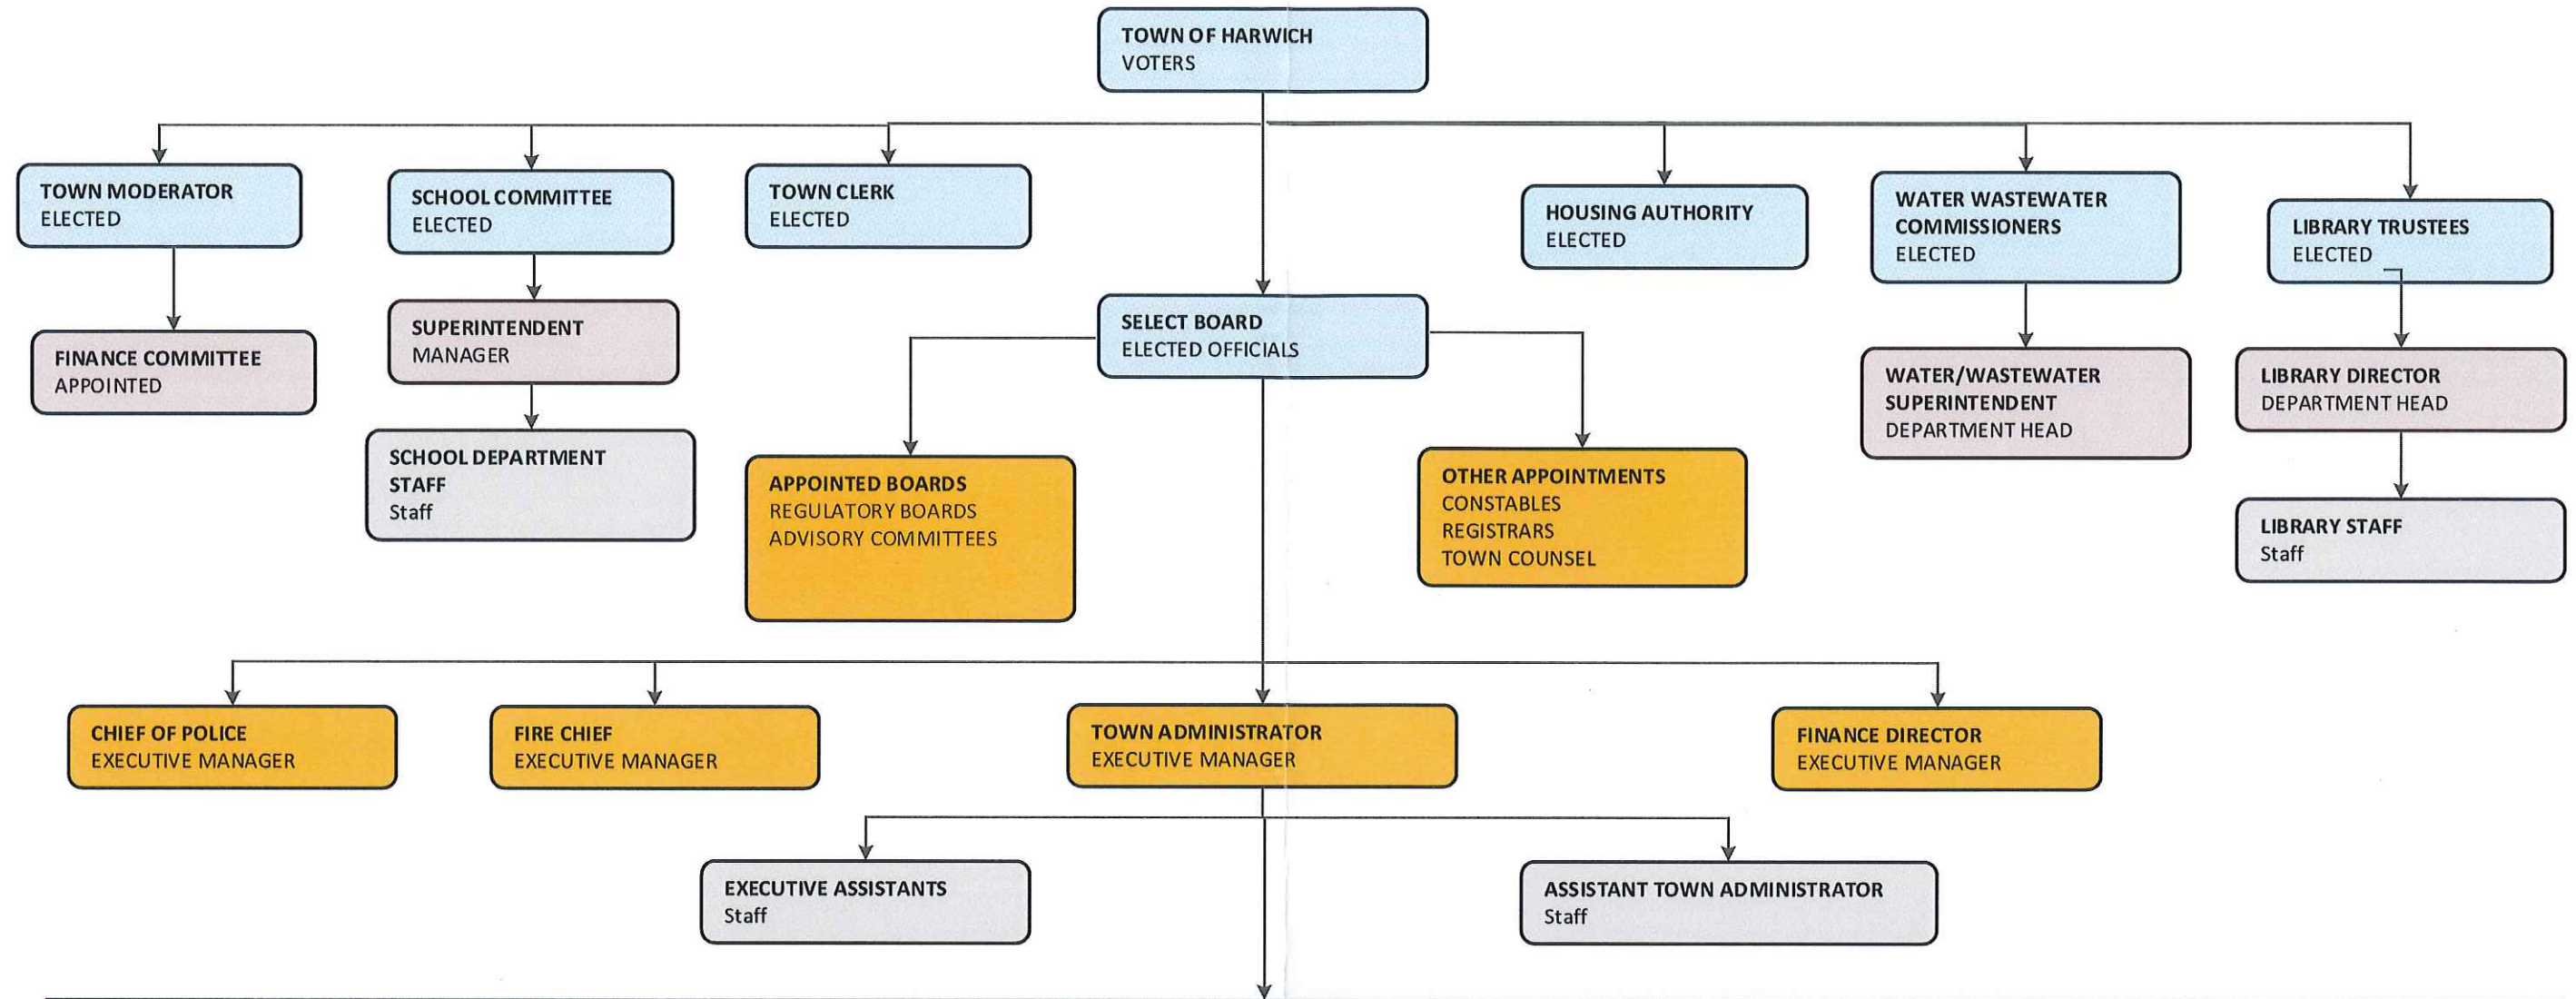 TOWN OF HARWICH
VOTERS
TOWN MODERATOR
ELECTED
SCHOOL COMMITTEE
ELECTED
TOWN CLERK
ELECTED
HOUSING AUTHORITY
ELECTED
WATER WASTEWATER
COMMISSIONERS
ELECTED
LIBRARY TRUSTEES
ELECTED
FINANCE COMMITTEE
APPOINTED
SUPERINTENDENT
MANAGER
SELECT BOARD
ELECTED OFFICIALS
WATER/WASTEWATER
SUPERINTENDENT
DEPARTMENT HEAD
LIBRARY DIRECTOR
DEPARTMENT HEAD
SCHOOL DEPARTMENT
STAFF
Staff
APPOINTED BOARDS
REGULATORY BOARDS
ADVISORY COMMITTEES
OTHER APPOINTMENTS
CONSTABLES
REGISTRARS
TOWN COUNSEL
LIBRARY STAFF
Staff
CHIEF OF POLICE
EXECUTIVE MANAGER
FIRE CHIEF
EXECUTIVE MANAGER
TOWN ADMINISTRATOR
EXECUTIVE MANAGER
FINANCE DIRECTOR
EXECUTIVE MANAGER
EXECUTIVE ASSISTANTS
Staff
ASSISTANT TOWN ADMINISTRATOR
Staff